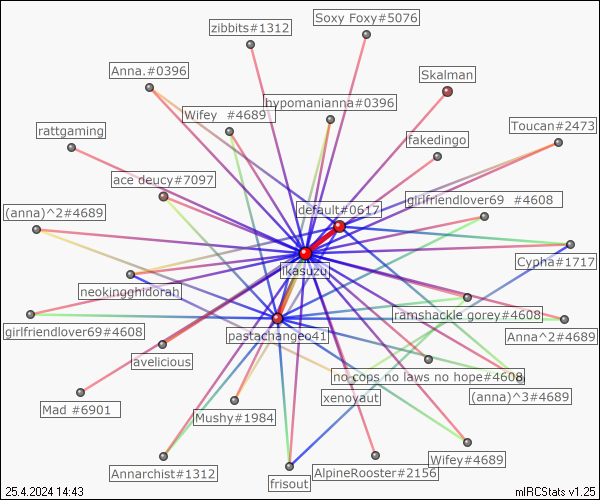 Soxy Foxy#5076
zibbits#1312
Anna.#0396
Skalman
hypomanianna#0396
Wifey #4689
rattgaming
Toucan#2473
fakedingo
ace deucy#7097
girlfriendlover69 #4608
(anna)^2#4689
default#0617
Cypha#1717
ikasuzu
neokingghidorah
ramshackle gorey#4608
girlfriendlover69#4608
pastachangeo41
Anna^2#4689
avelicious
no cops no laws no hope#4608
xenoyaut
(anna)^3#4689
Mad #6901
Mushy#1984
Wifey#4689
Annarchist#1312
AlpineRooster#2156
frisout
25.4.2024 14:43
mIRCStats v1.25